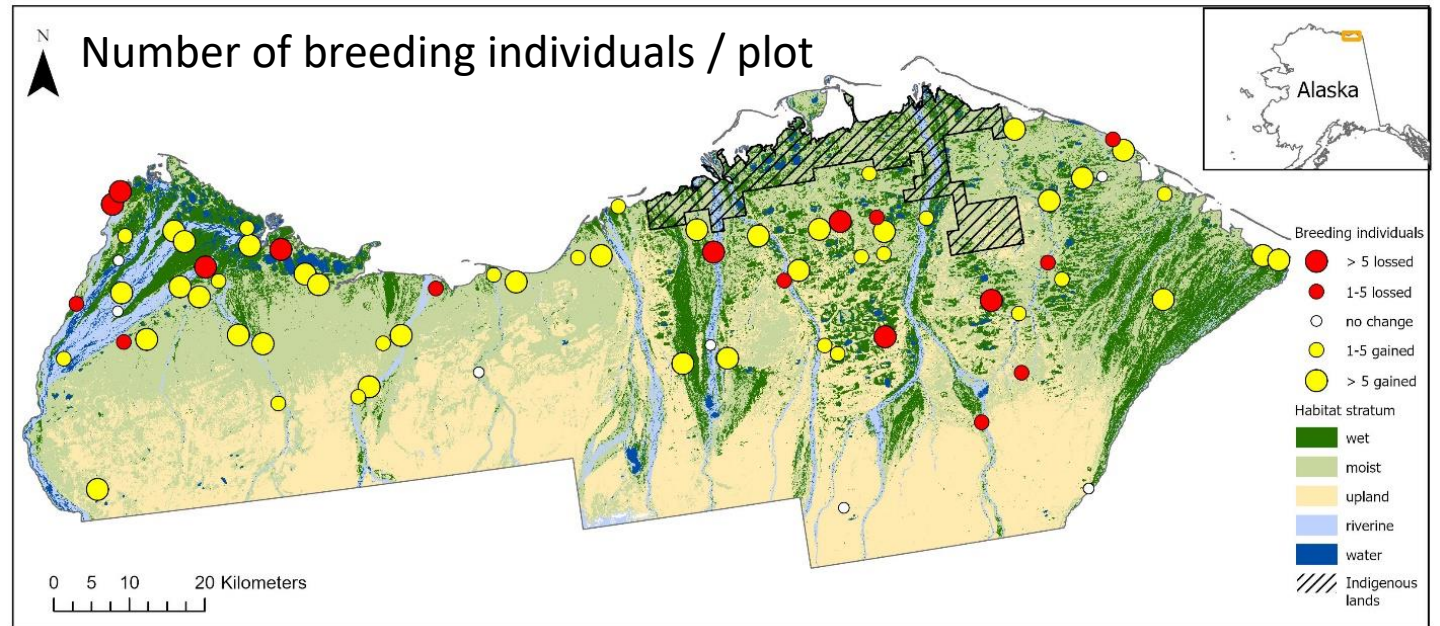 N
Number of breeding individuals / plot
Alaska
Breeding individuals
> 5 lossed
1-5 lossed
no change
1-5 gained
> 5 gained
Habitat stratum
wet
moist
upland
riverine
water
Indigenous
lands
0 5 10 20 Kilometers